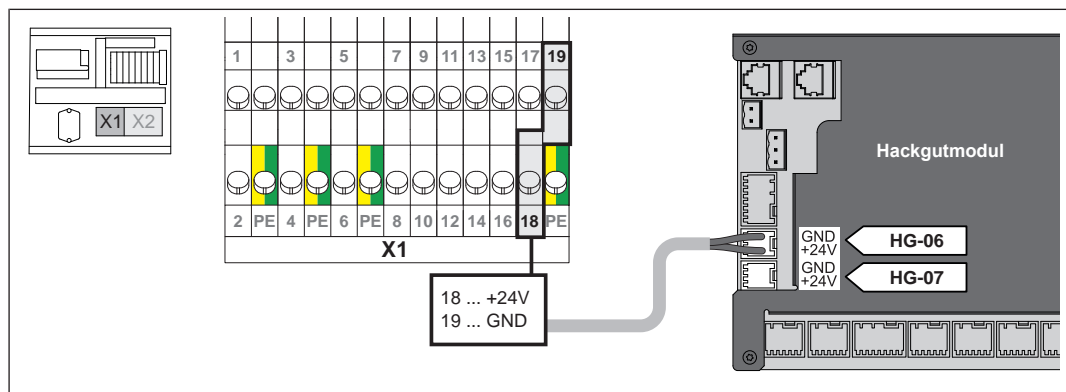 X1 X2
1 3 5 7 9 11 13 15 17 19
2 PE 4 PE 6 PE 8 10 12 14 16 18 PE
X1
18 ... +24V
19 ... GND
Hackgutmodul
GND
+24V
HG-06
GND
+24V
HG-07